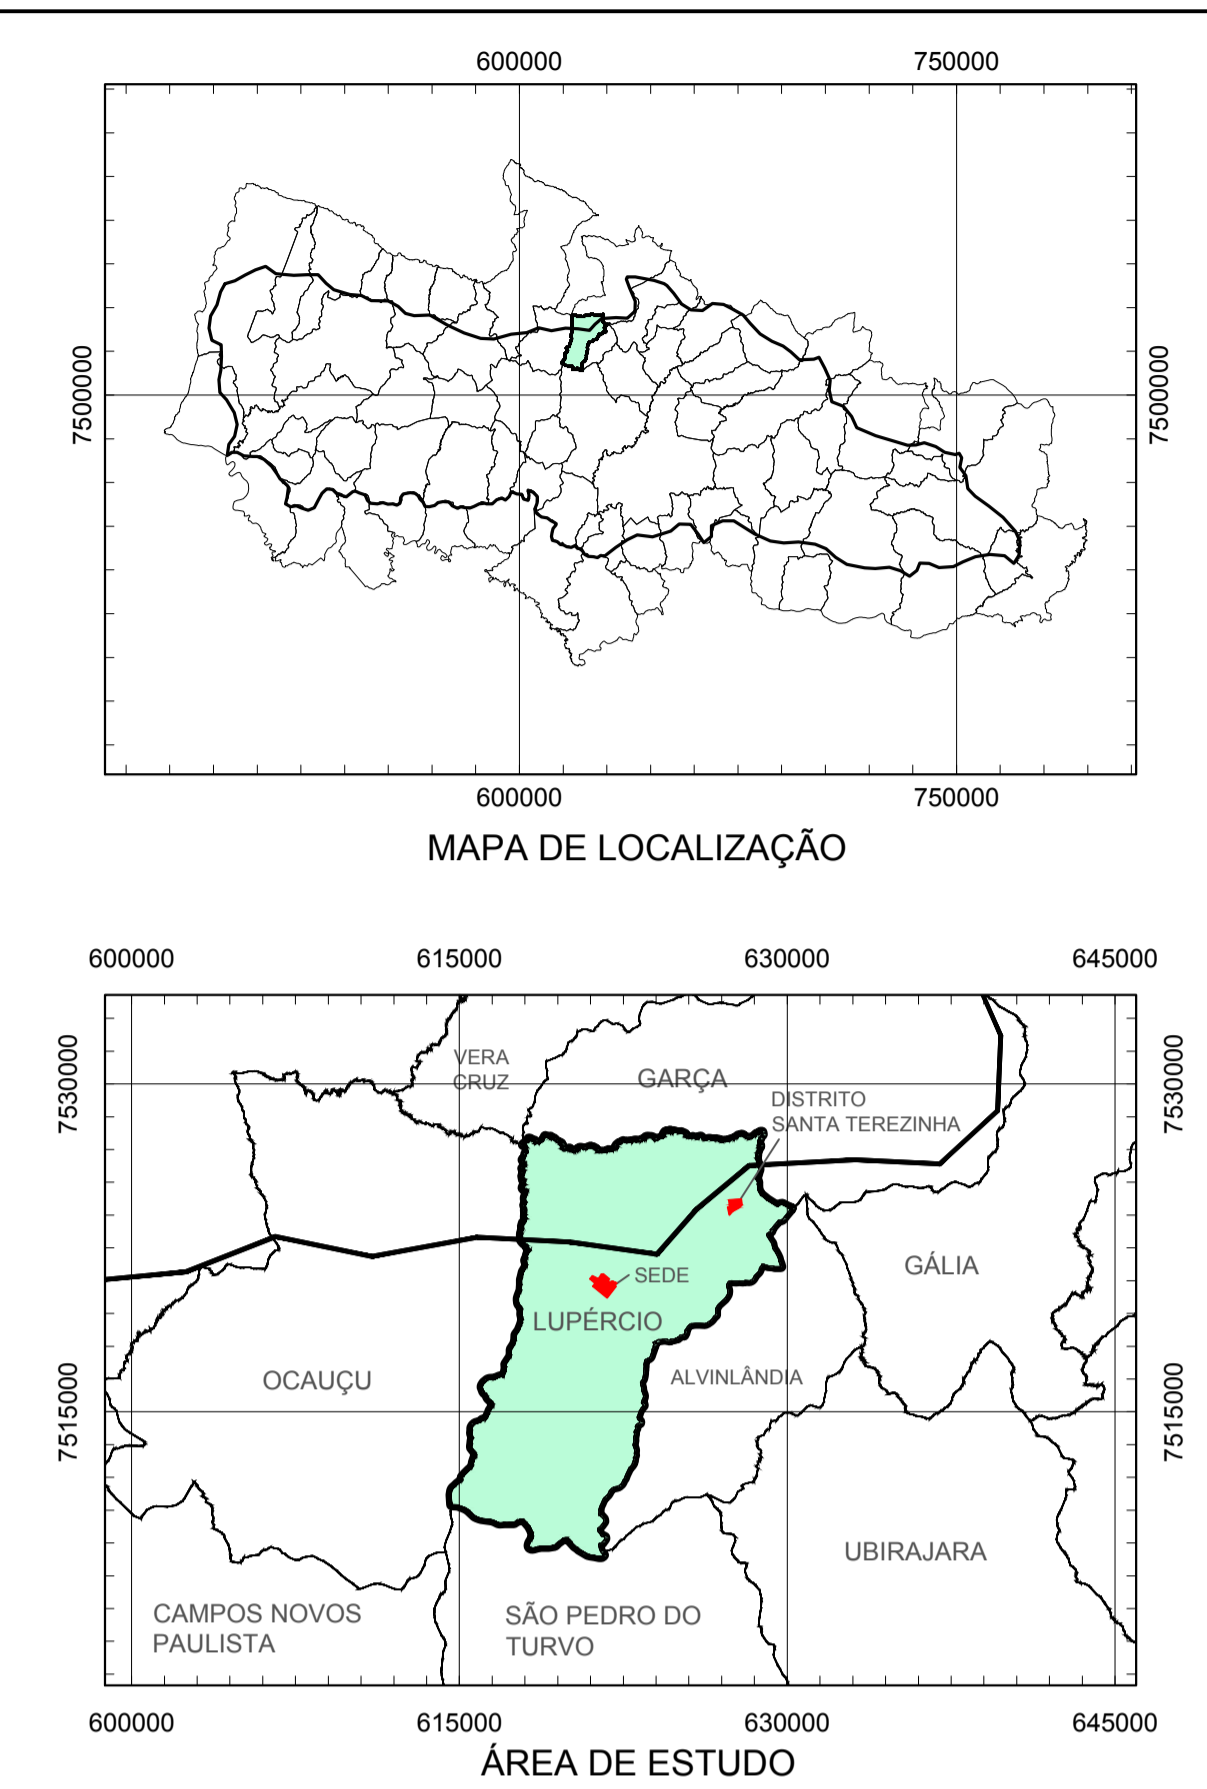 600000 750000
7500000
7500000
600000 750000
MAPA DE LOCALIZAÇÃO
600000 615000 630000 645000
7530000
7530000
VERA
CRUZ
GARÇA
DISTRITO
SANTA TEREZINHA
GÁLIA
SEDE
LUPÉRCIO
OCAUÇU
ALVINLÂNDIA
7515000
7515000
UBIRAJARA
CAMPOS NOVOS
PAULISTA
SÃO PEDRO DO
TURVO
600000 615000 630000 645000
ÁREA DE ESTUDO